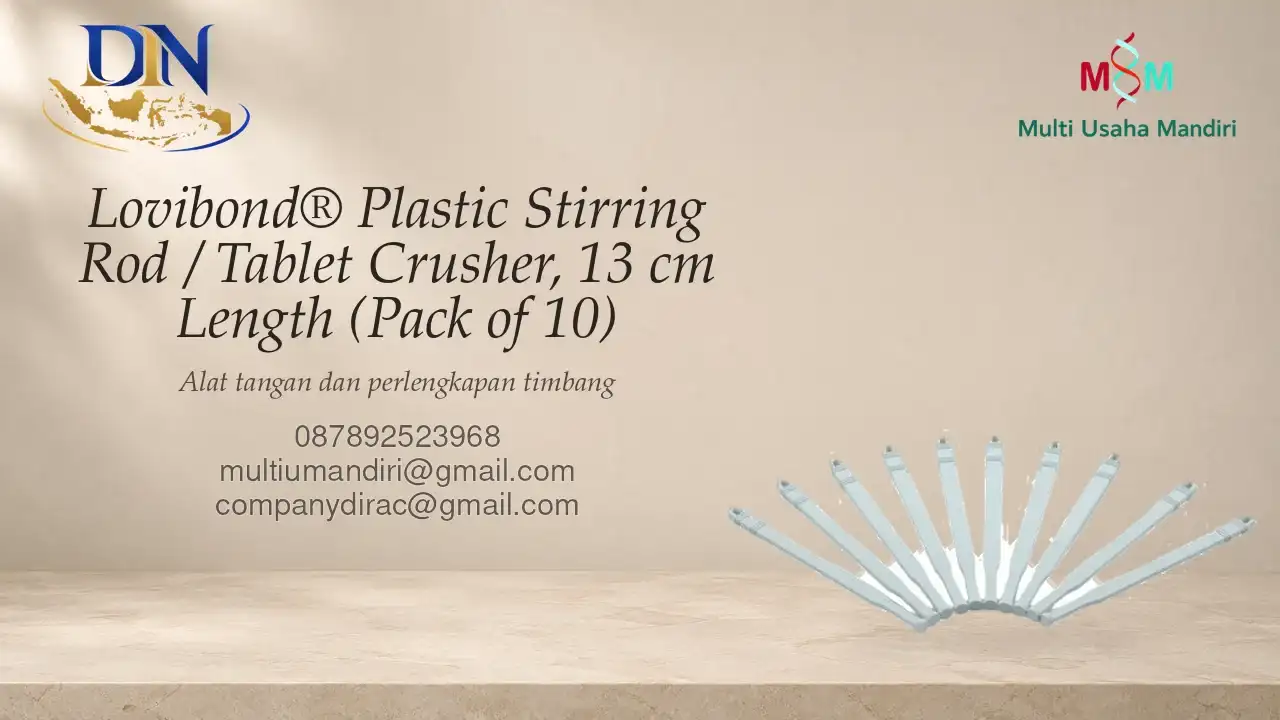 DIN
M M
Multi Usaha Mandiri
Lovibond® Plastic Stirring
Rod / Tablet Crusher, 13 cm
Length (Pack of 10)
Alat tangan dan perlengkapan timbang
087892523968
multiumandiri@gmail.com
companydirac@gmail.com